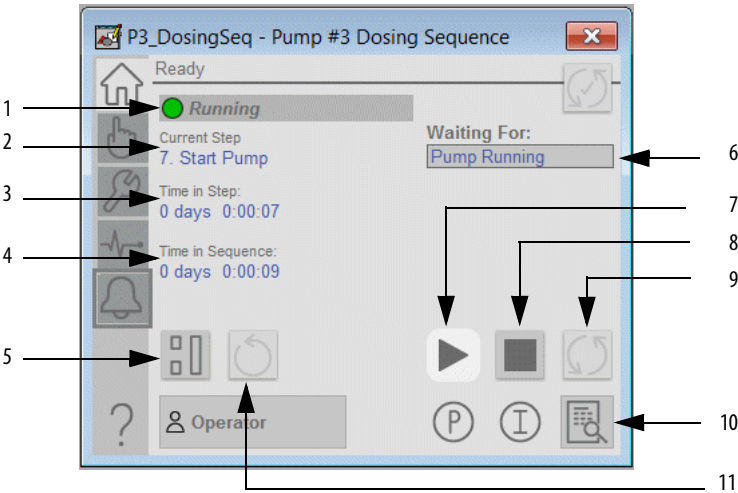 P3_DosingSeq - Pump #3 Dosing Sequence
Ready
1
Running
2
Current Step
7. Start Pump
Waiting For:
Pump Running
6
3
Time in Step:
0 days 0:00:07
7
8
4
Time in Sequence:
0 days 0:00:09
9
5
?
Operator
P
I
10
11